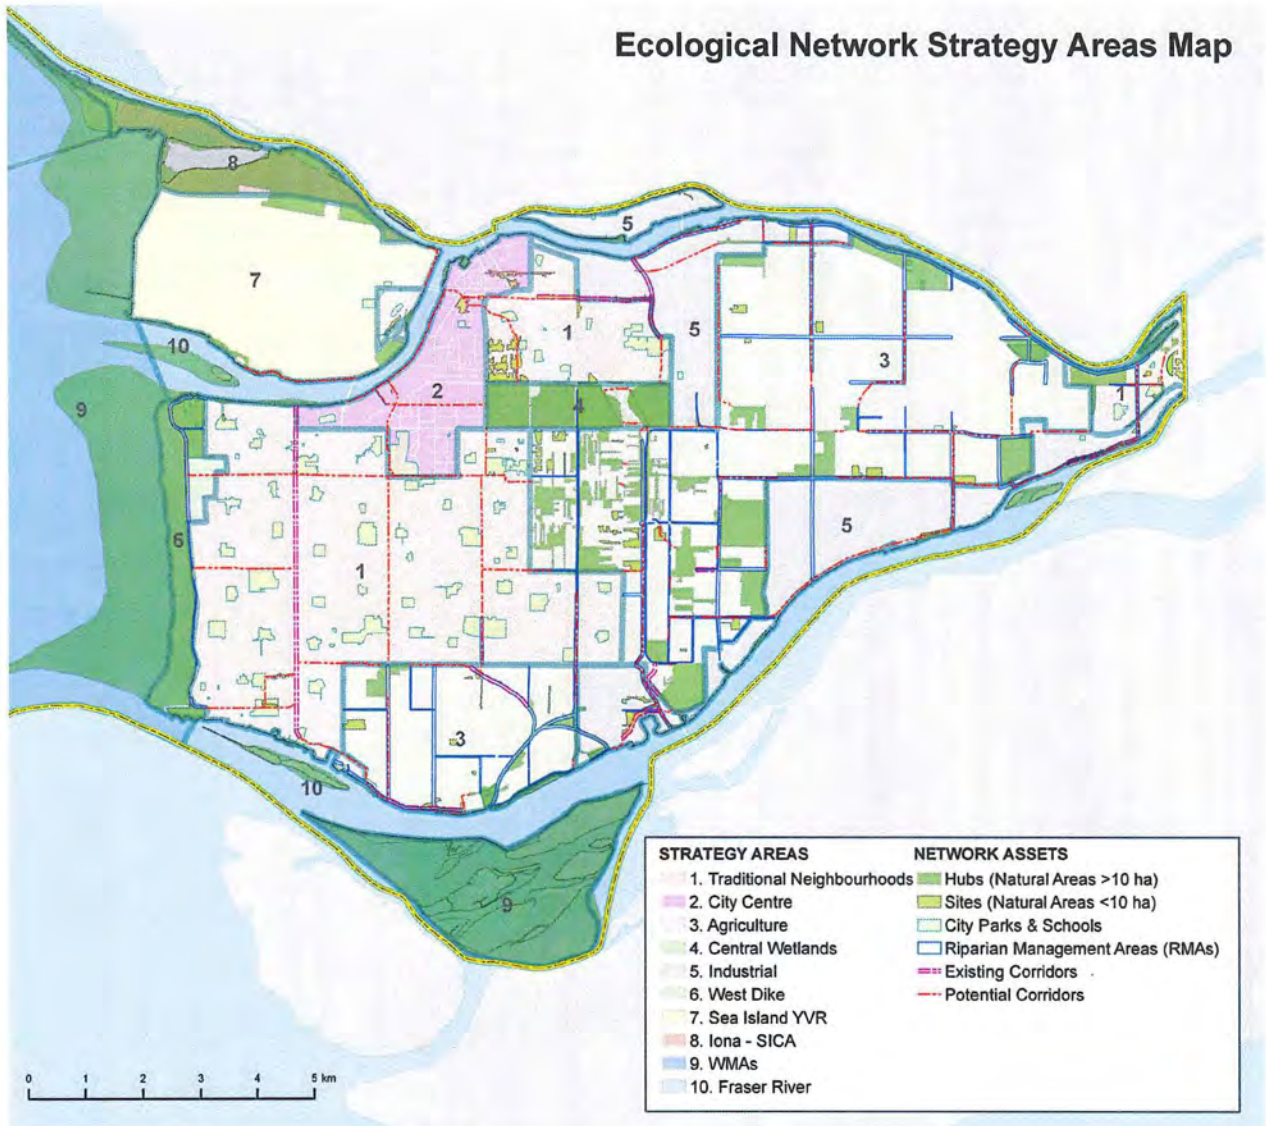 Ecological Network Strategy Areas Map
8
5
7
1
5
10
3
2
9
4
1
5
6
1
3
10
9
STRATEGY AREAS
1. Traditional Neighbourhoods
2. City Centre
3. Agriculture
4. Central Wetlands
5. Industrial
6. West Dike
7. Sea Island YVR
8. Iona - SICA
9. WMAs
10. Fraser River
NETWORK ASSETS
Hubs (Natural Areas >10 ha)
Sites (Natural Areas <10 ha)
City Parks & Schools
Riparian Management Areas (RMAs)
Existing Corridors
Potential Corridors
0 1 2 3 4 5 km